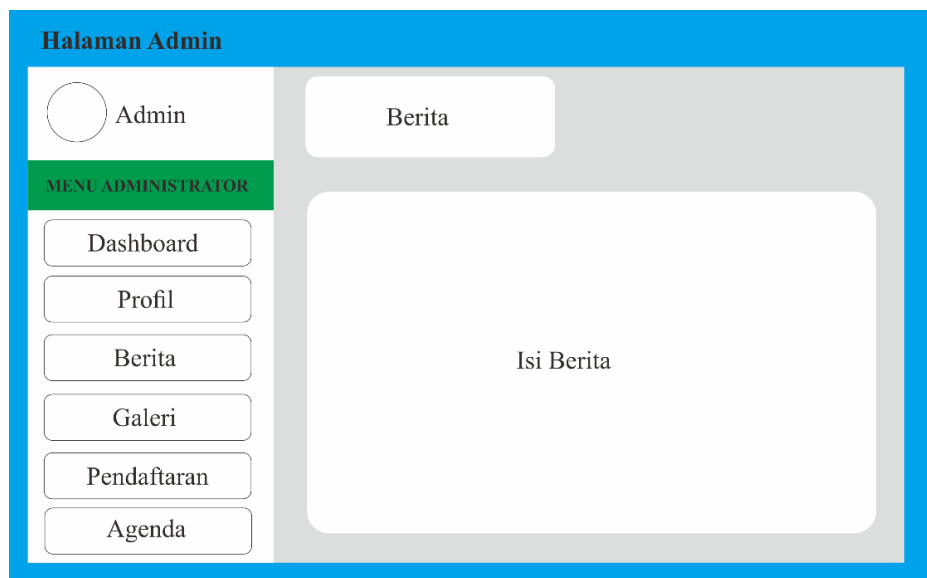 Halaman Admin
Admin
MENU ADMINISTRATOR
Dashboard
Profil
Berita
Galeri
Pendaftaran
Agenda
Berita
Isi Berita